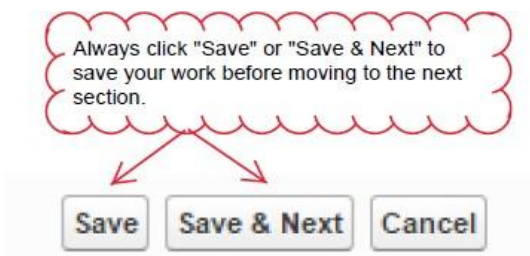 Always click "Save" or "Save & Next" to
save your work before moving to the next
section.
Save Save & Next Cancel